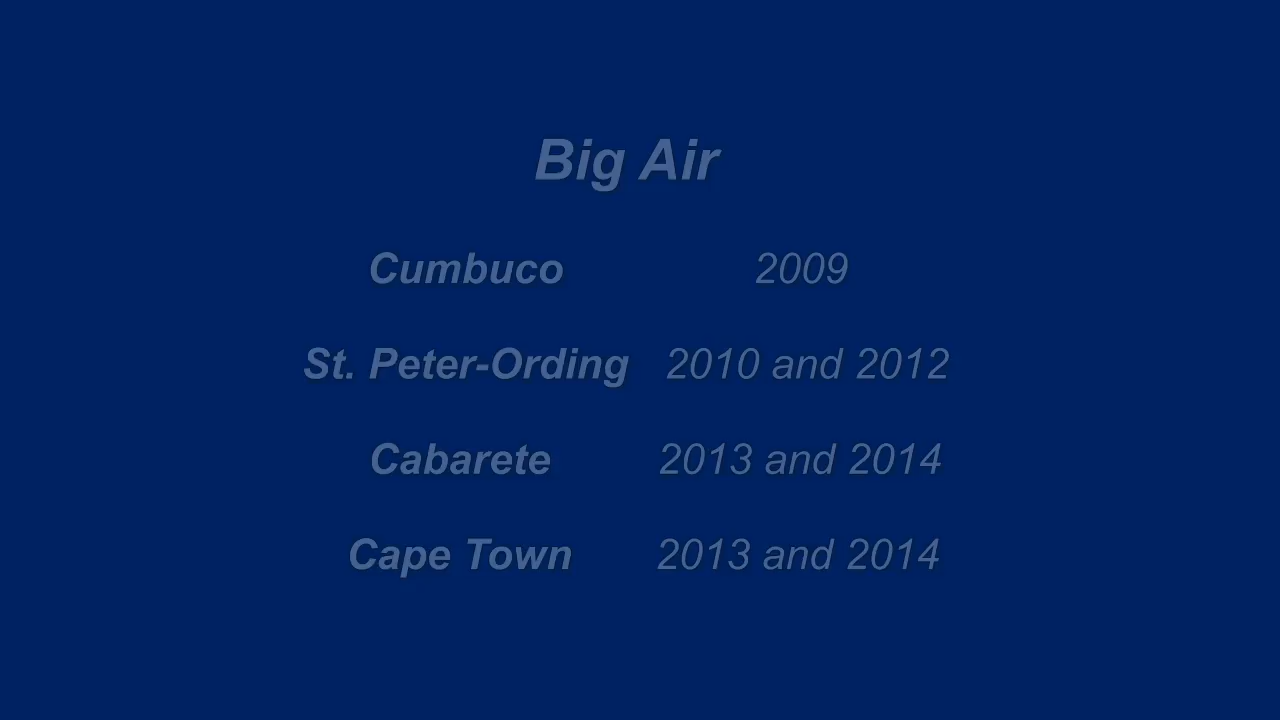 Big Air
Cumbuco 2009
St. Peter-Ording 2010 and 2012
Cabarete 2013 and 2014
Cape Town 2013 and 2014